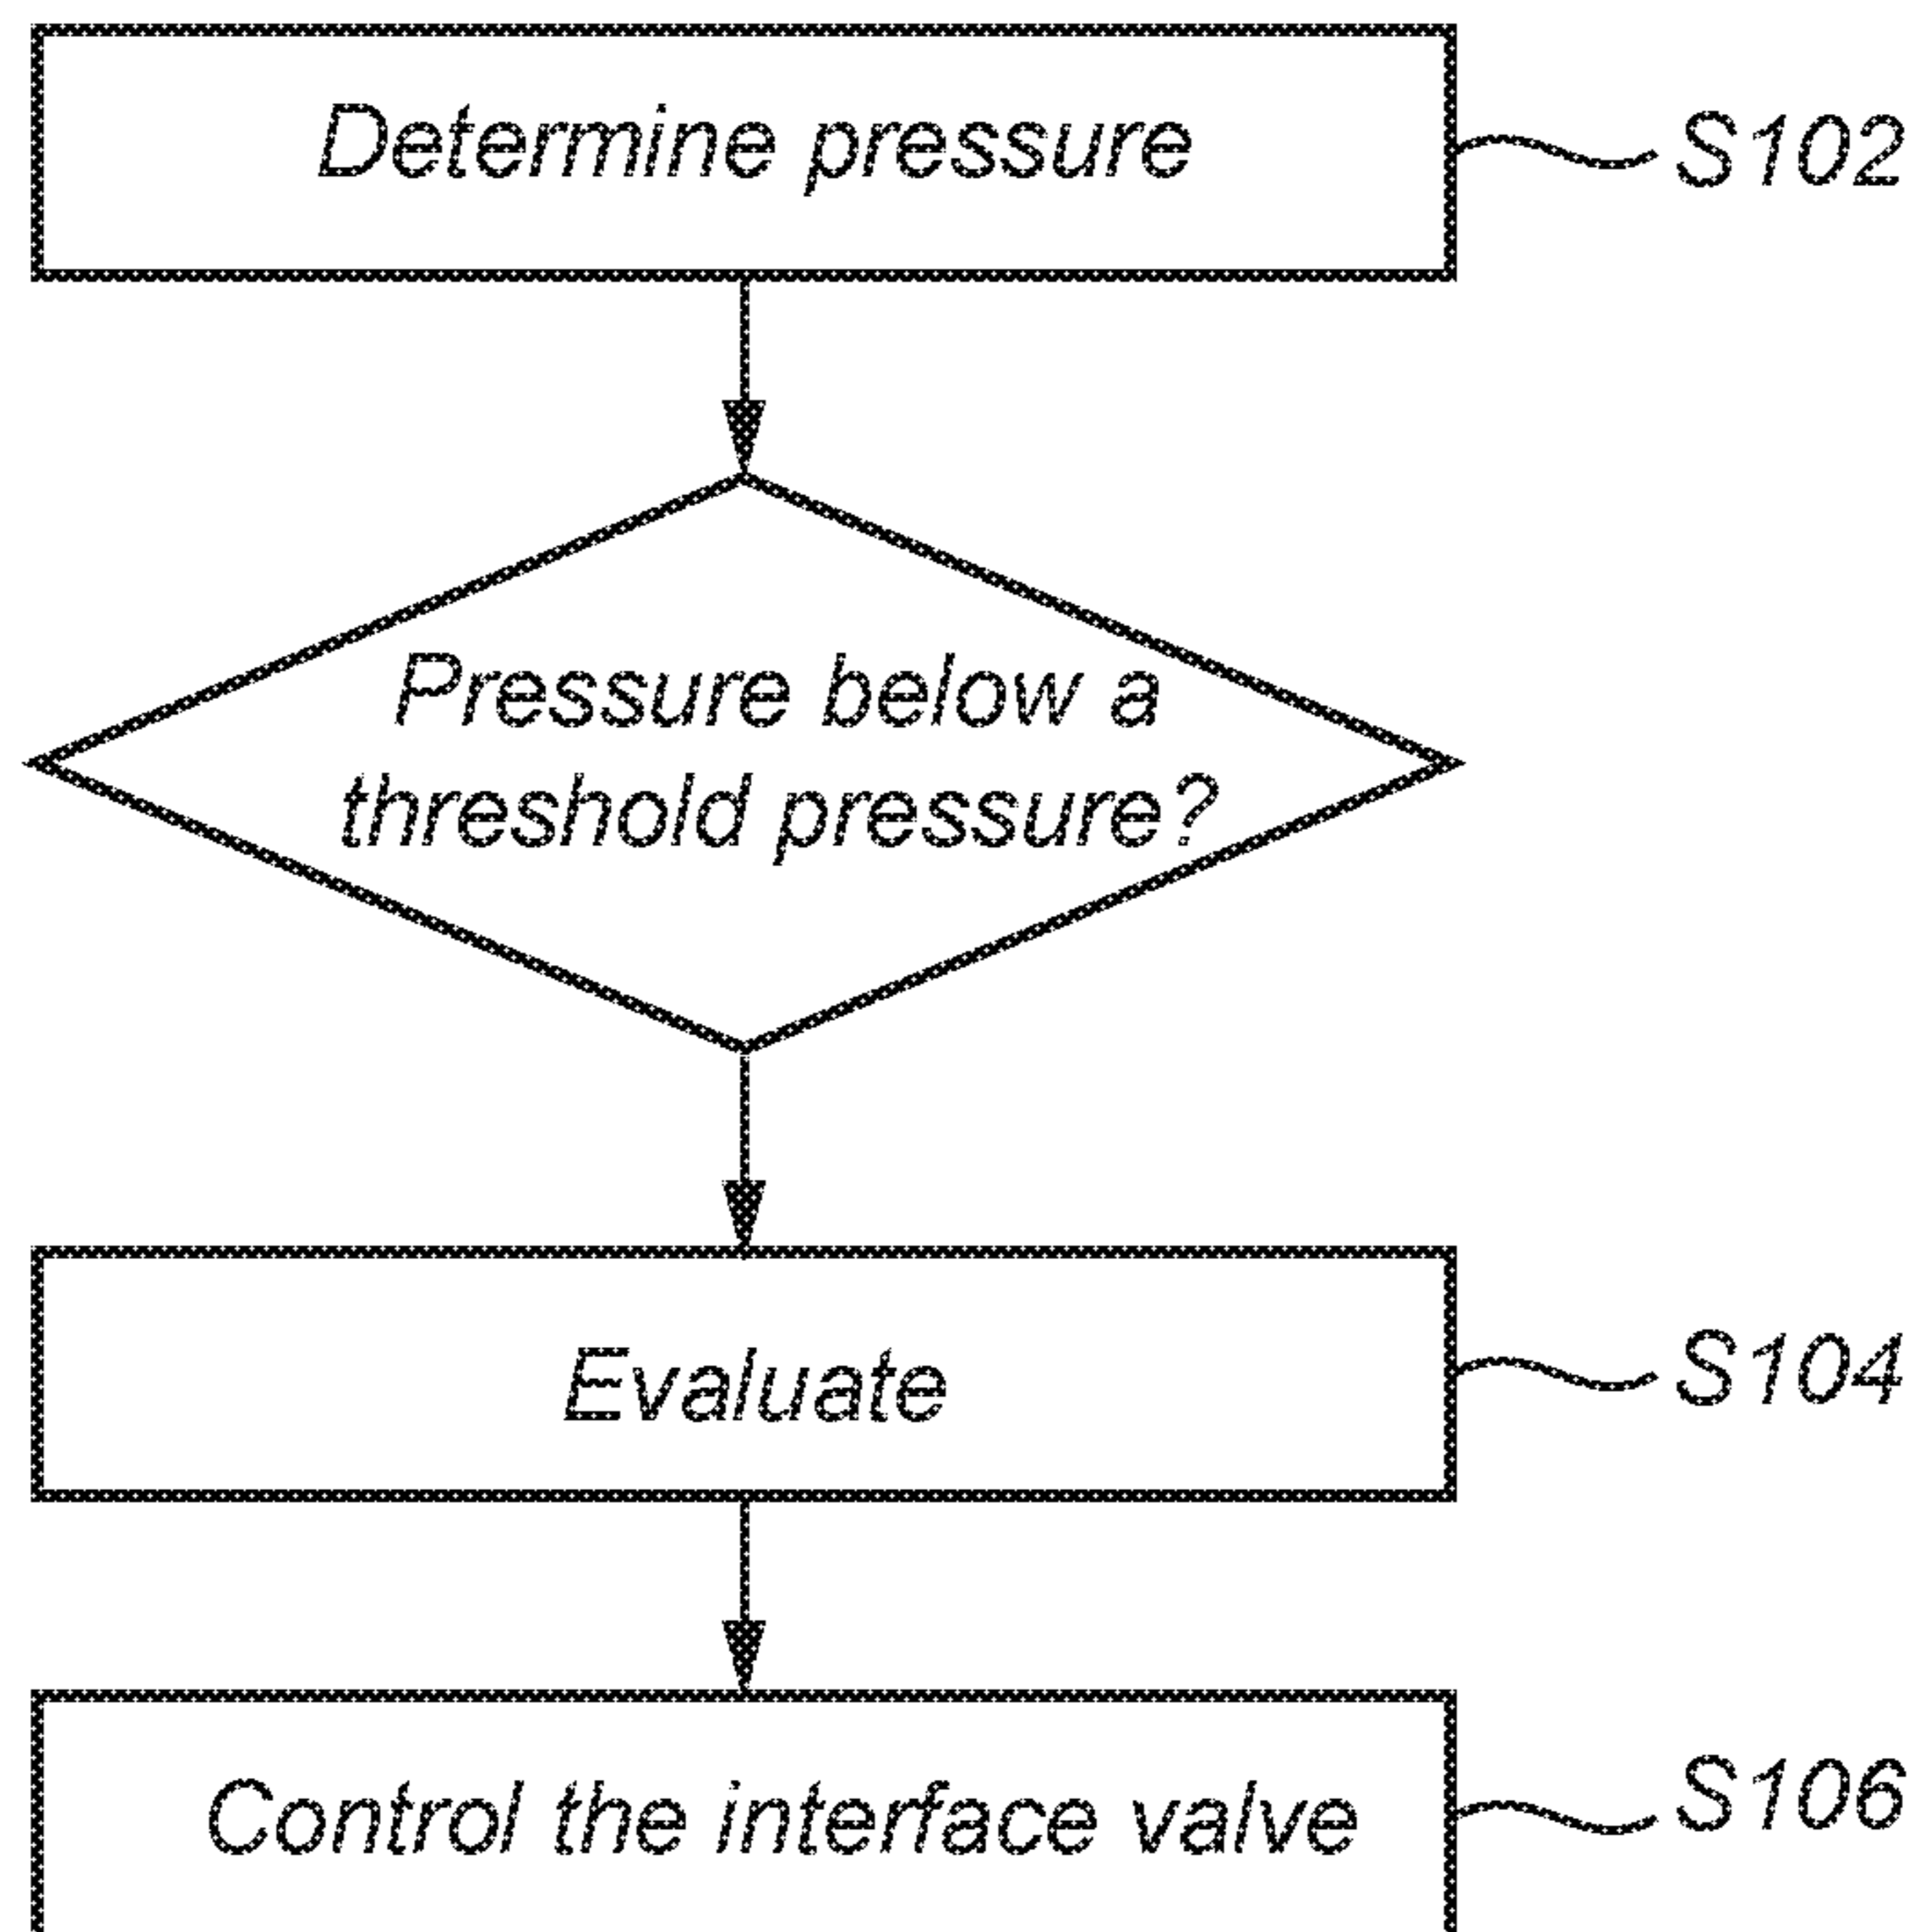 Determine pressure
S102
Pressure below a
threshold pressure?
Evaluate
S104
Control the interface valve
S106